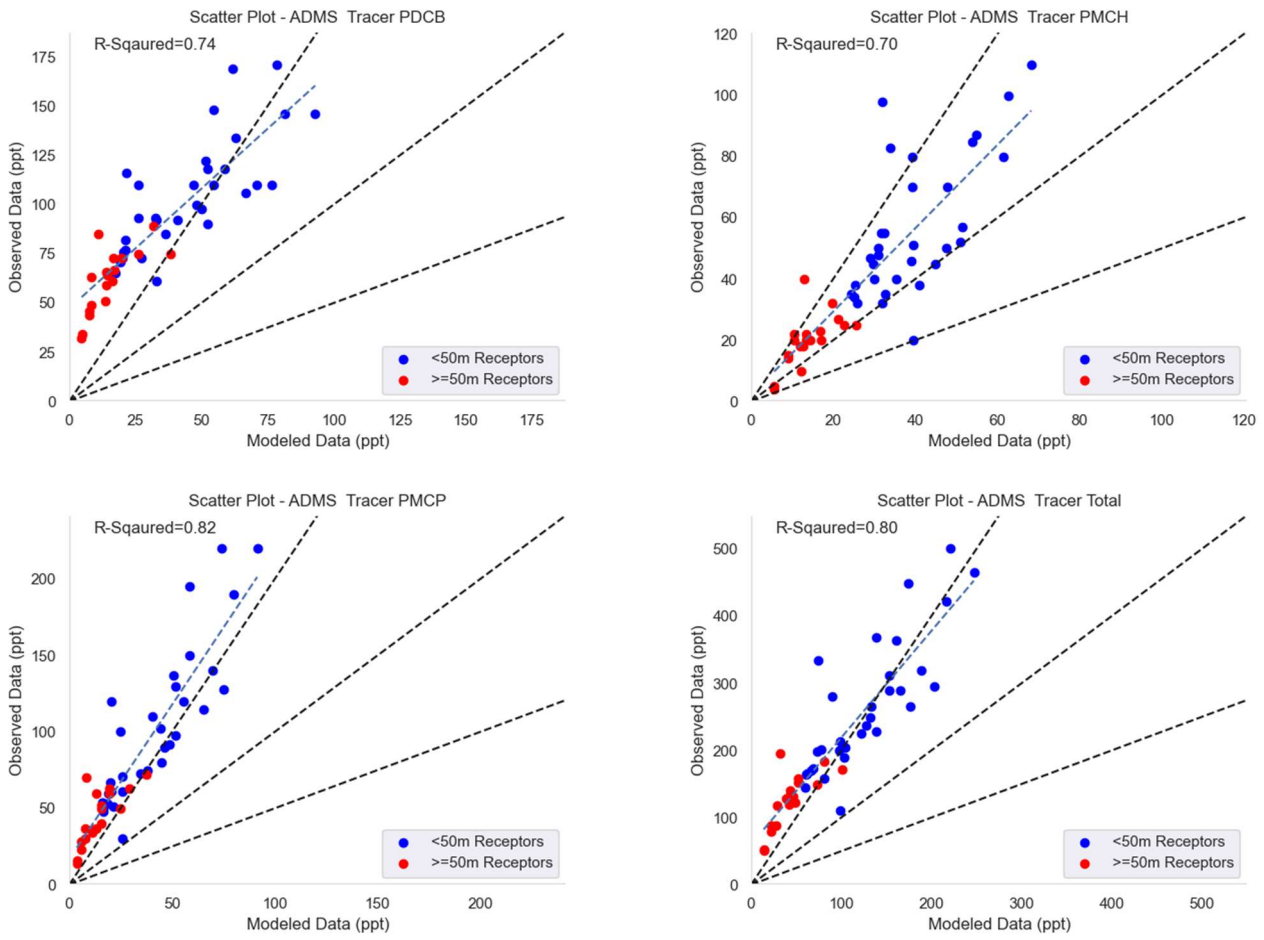 Scatter Plot - ADMS  Tracer PDCB
R-Sqaured=0.74
175
150
125
100
75
50
25
0
Observed Data (ppt)
0 25 50 75 100 125 150 175
Modeled Data (ppt)
<50m Receptors
>=50m Receptors
Scatter Plot - ADMS  Tracer PMCH
R-Sqaured=0.70
120
100
80
60
40
20
0
Observed Data (ppt)
0 20 40 60 80 100 120
Modeled Data (ppt)
<50m Receptors
>=50m Receptors
Scatter Plot - ADMS  Tracer PMCP
R-Sqaured=0.82
200
150
100
50
0
Observed Data (ppt)
0 50 100 150 200
Modeled Data (ppt)
<50m Receptors
>=50m Receptors
Scatter Plot - ADMS  Tracer Total
R-Sqaured=0.80
500
400
300
200
100
0
Observed Data (ppt)
0 100 200 300 400 500
Modeled Data (ppt)
<50m Receptors
>=50m Receptors